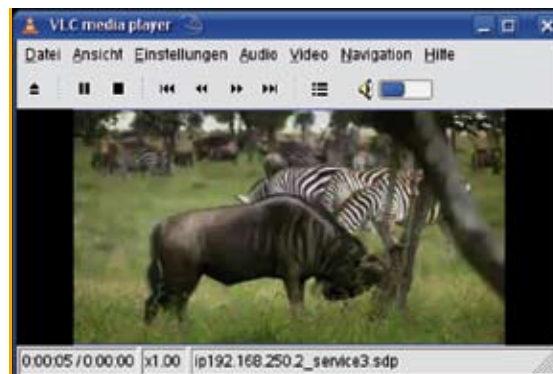 VLC media player
Datei Ansicht Einstellungen Audio Video Navigation Hilfe
0:00:05 / 0:00:00 x1.00 ip192.168.250.2_service3.sdp